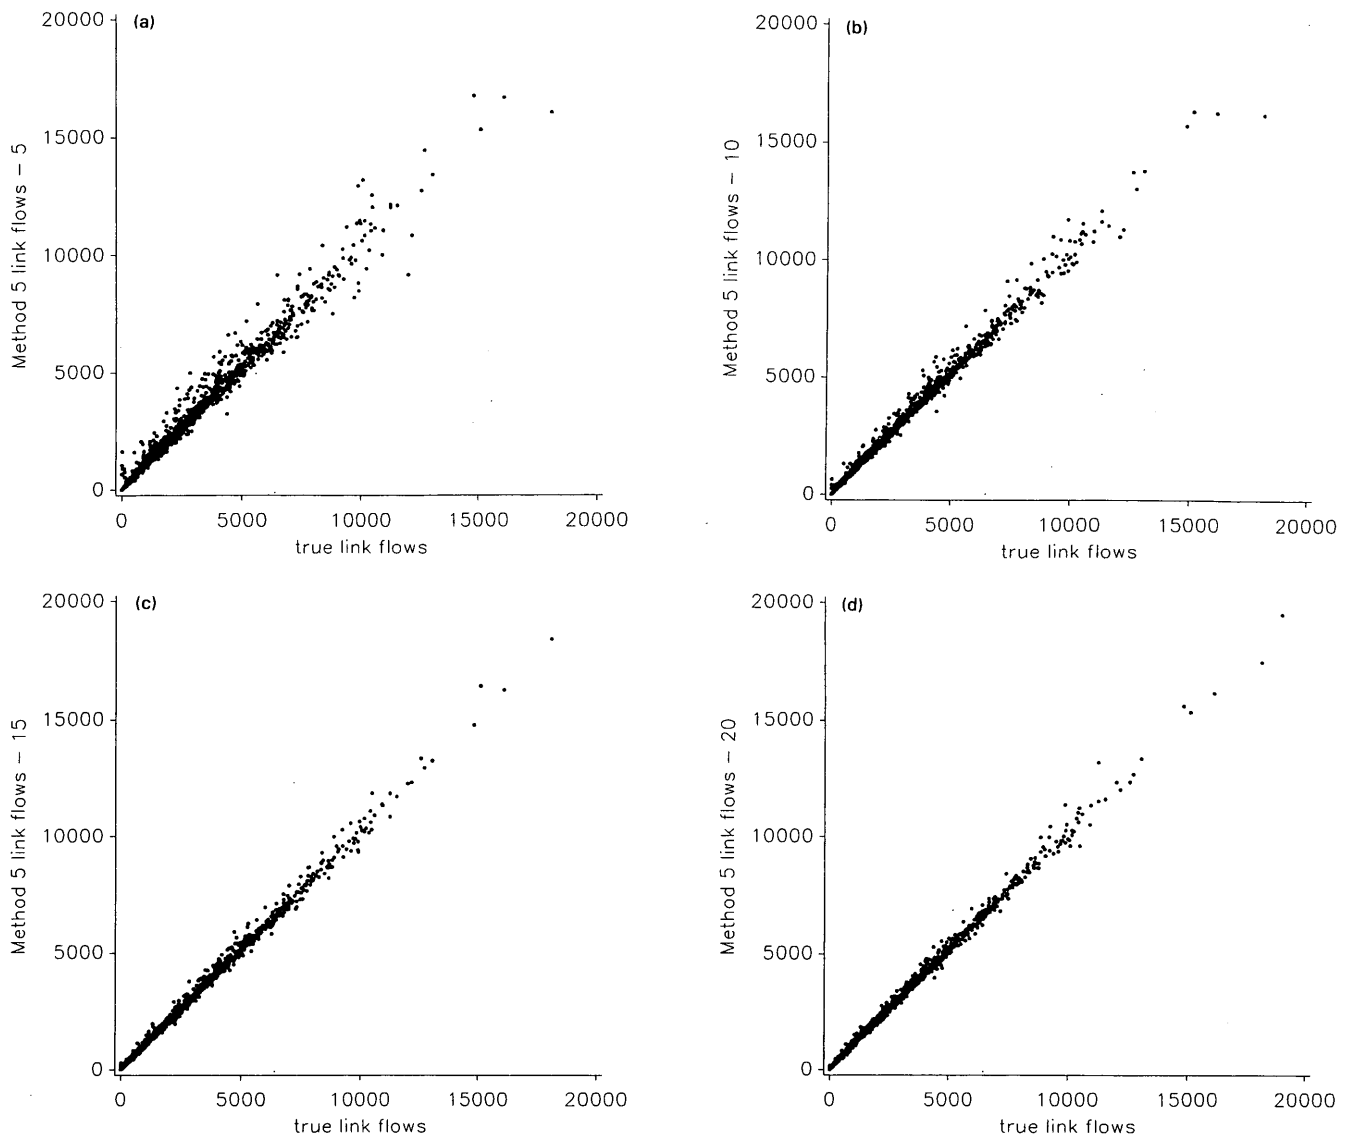 (a)
20000
15000
10000
5000
0
Method 5 link flows – 5
0 5000 10000 15000 20000
true link flows
(b)
20000
15000
10000
5000
0
Method 5 link flows – 10
0 5000 10000 15000 20000
true link flows
(c)
20000
15000
10000
5000
0
Method 5 link flows – 15
0 5000 10000 15000 20000
true link flows
(d)
20000
15000
10000
5000
0
Method 5 link flows – 20
0 5000 10000 15000 20000
true link flows